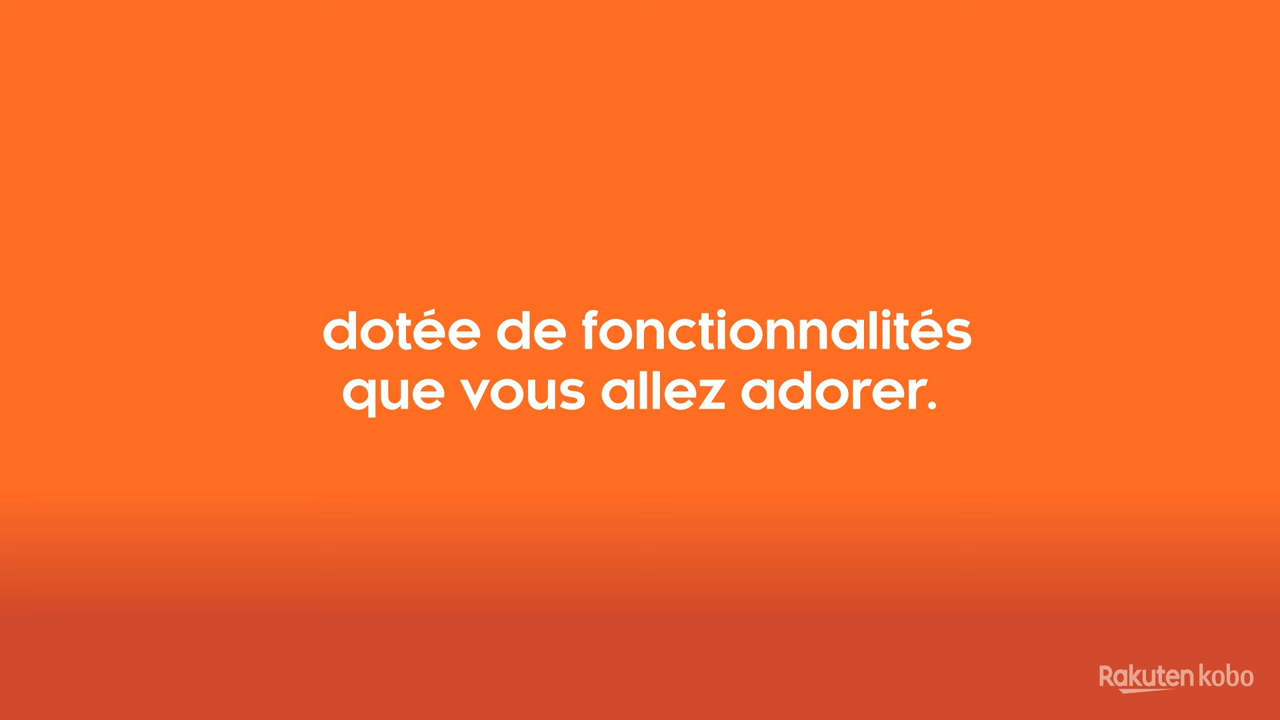 dotée de fonctionnalités
que vous allez adorer.
Rakuten kobo